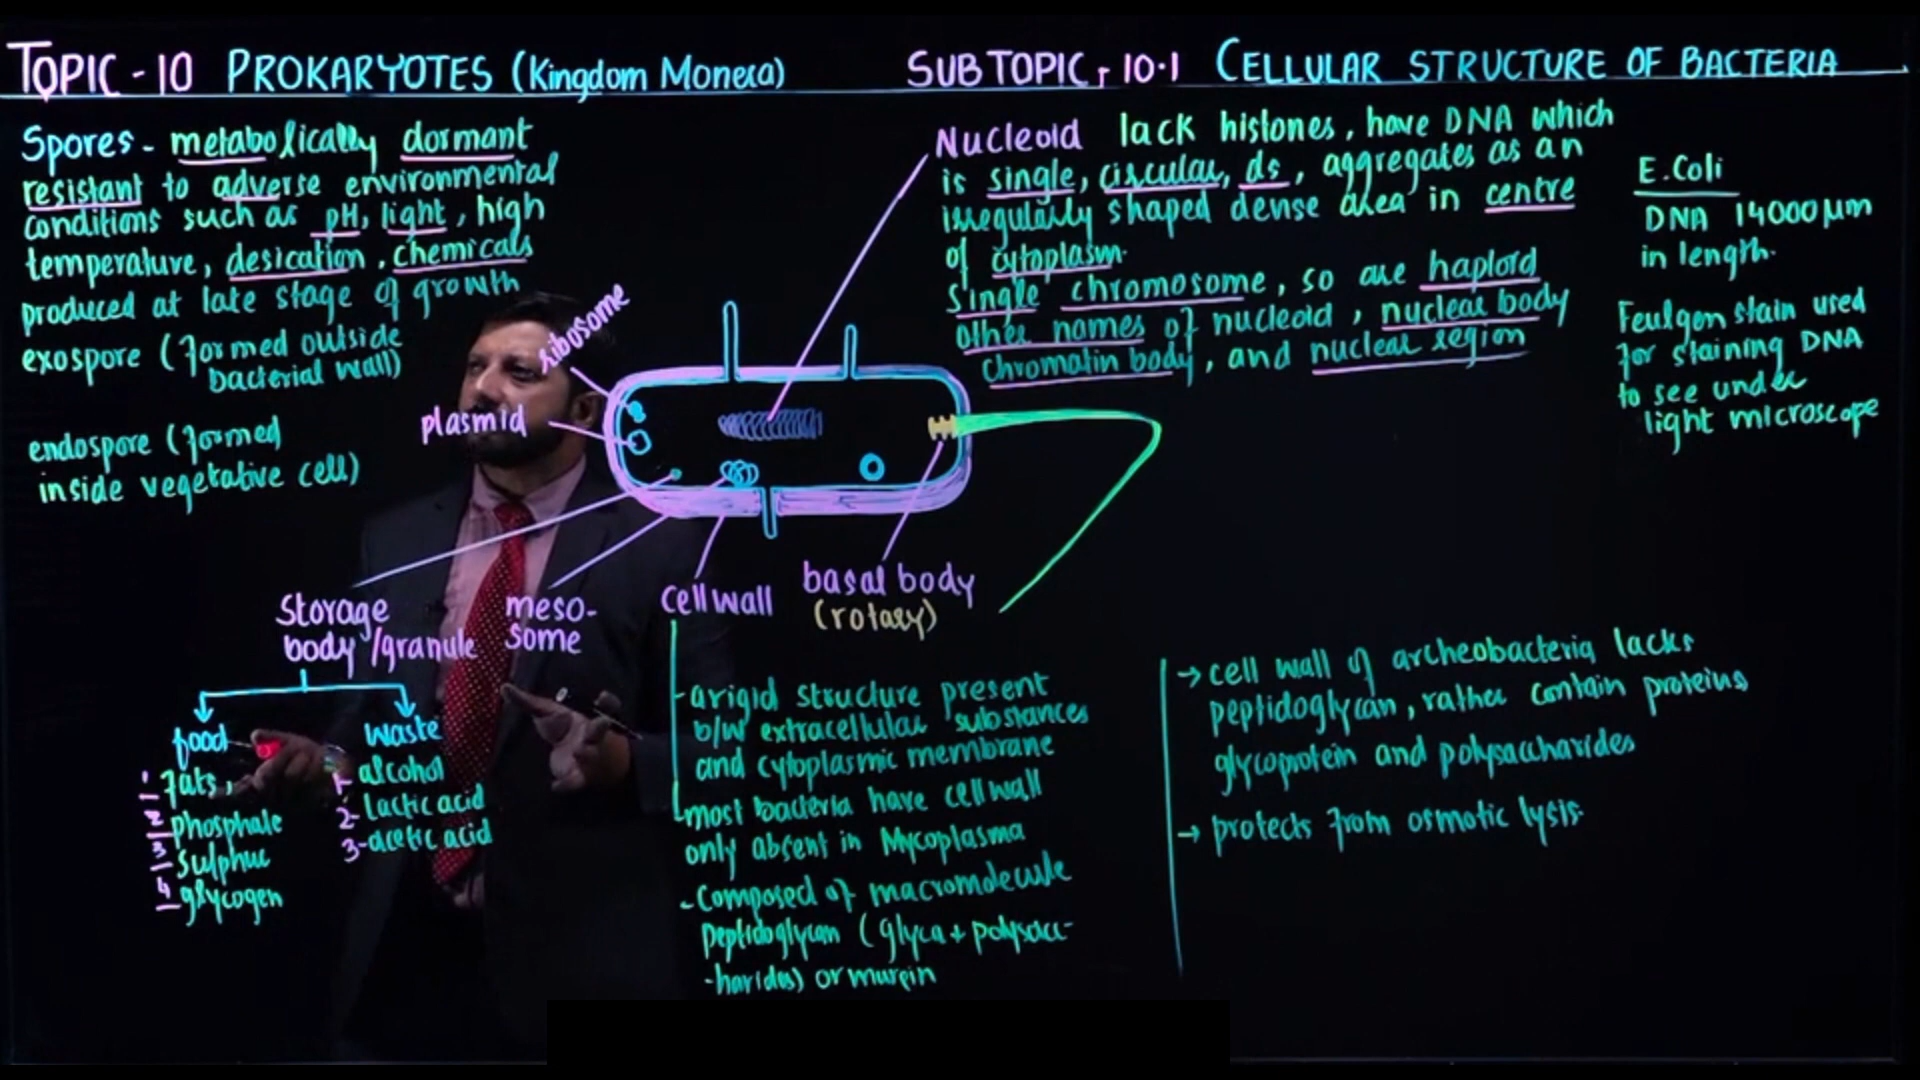 TOPIC-10 PROKARYOTES (Kingdom Monera)
SUBTOPIC, 10.1 CELLULAR STRUCTURE OF BACTERIA
Spores - metabolically dormant
resistant to adverse environmental
conditions such as pH, light, high
temperature, desication, chemicals
produced at late stage of growth
exospore (formed outside
bacterial wall)
endospore (formed
inside vegetative cell)
Nucleoid lack histones, have DNA which
is single, circular, ds, aggregates as an
irregularly shaped dense area in centre
of cytoplasm.
Single chromosome, so are haploid
other names of nucleoid, nuclear body
chromatin body, and nuclear region
E.Coli
DNA 14000 μm
in length.
Feulgen stain used
for staining DNA
to see under
light microscope
ribosome
plasmid
Storage
body/granule
meso-
some
cell wall
basal body
(rotary)
food
1 fats,
2 phosphate
3 sulphur
4 glycogen
waste
1- alcohol
2- lactic acid
3- acetic acid
- a rigid structure present
b/w extracellular substances
and cytoplasmic membrane
most bacteria have cell wall
only absent in Mycoplasma
- Composed of macromolecule
peptidoglycan (glyca + polysacc-
-harides) or murein
→ cell wall of archeobacteria lacks
peptidoglycan, rather contain proteins
glycoprotein and polysaccharides
→ protects from osmotic lysis.